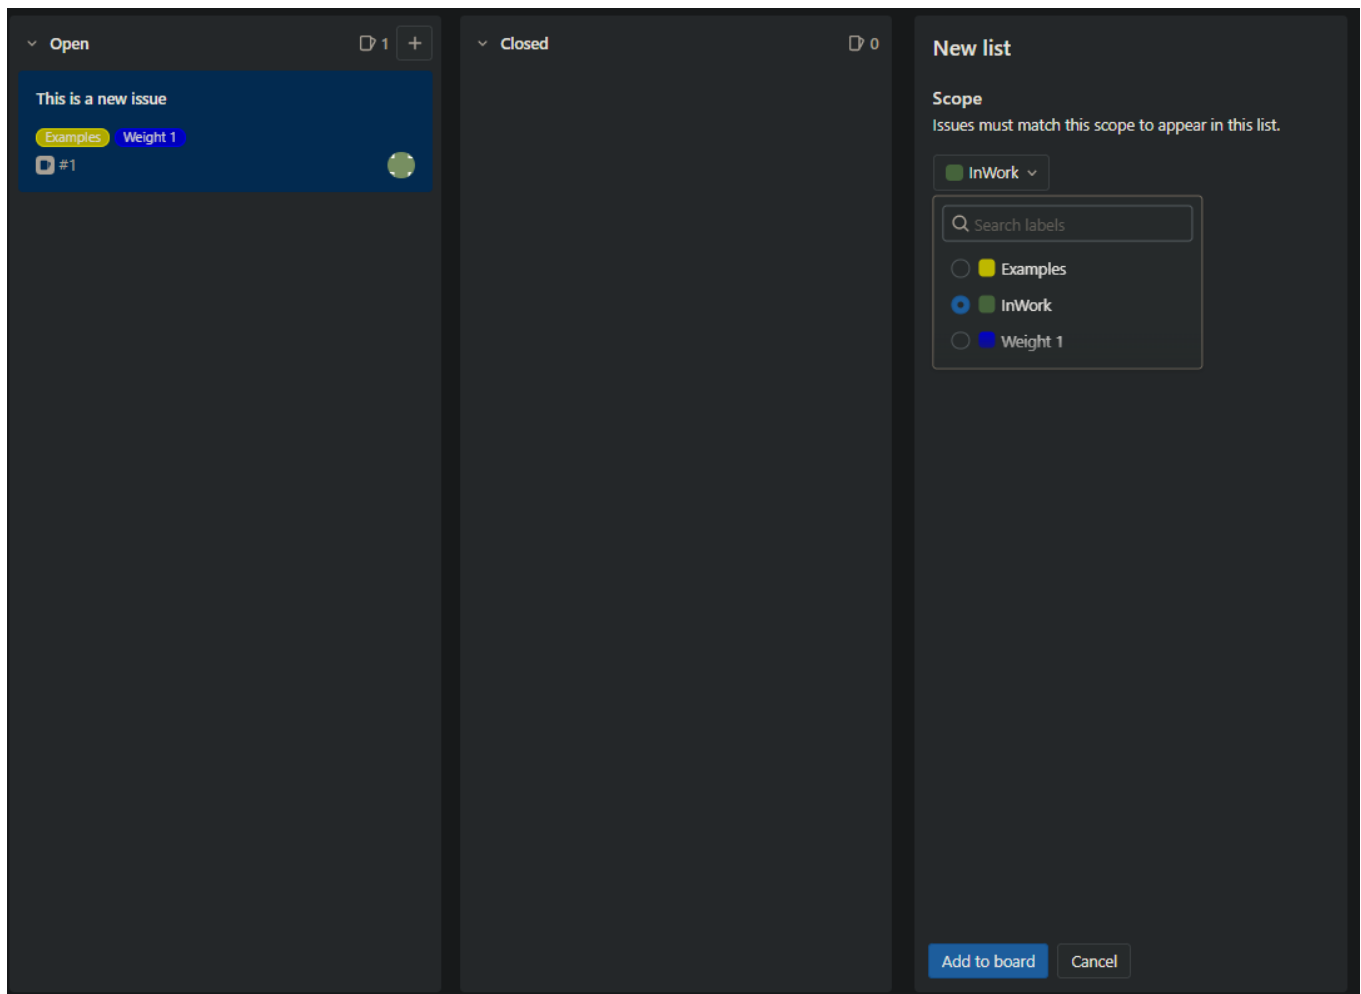 Open 1
This is a new issue
Examples Weight 1
#1
Closed 0
New list
Scope
Issues must match this scope to appear in this list.
InWork
Search labels
Examples
InWork
Weight 1
Add to board Cancel